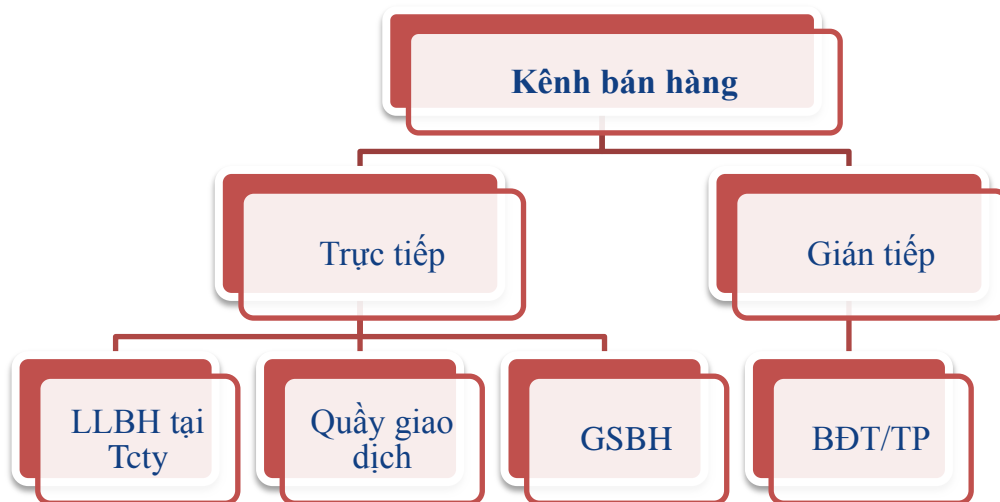 Kênh bán hàng
Trực tiếp
Gián tiếp
LLBH tại
Tcty
Quầy giao
dịch
GSBH
BĐT/TP